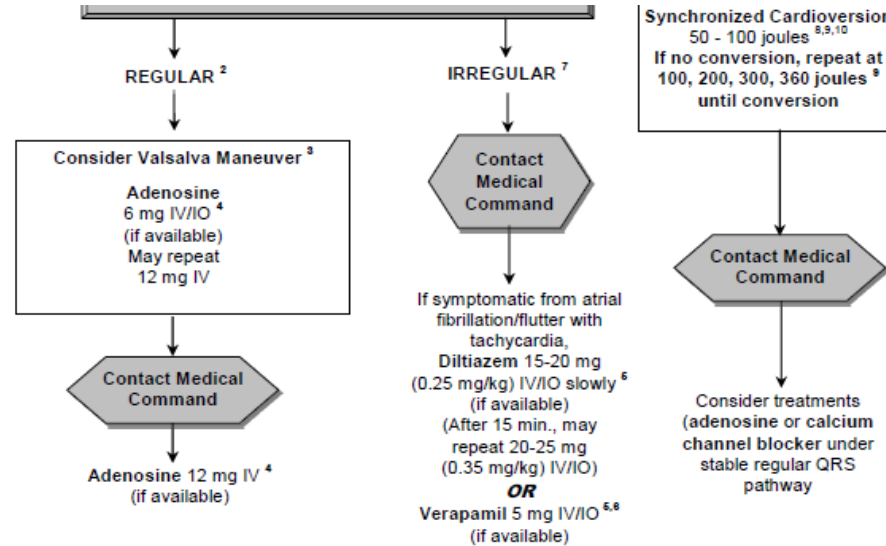 REGULAR ²
Consider Valsalva Maneuver ³
Adenosine
6 mg IV/IO ⁴
(if available)
May repeat
12 mg IV
Contact Medical
Command
Adenosine 12 mg IV ⁴
(if available)
IRREGULAR ⁷
Contact
Medical
Command
If symptomatic from atrial
fibrillation/flutter with
tachycardia,
Diltiazem 15-20 mg
(0.25 mg/kg) IV/IO slowly ⁵
(if available)
(After 15 min., may
repeat 20-25 mg
(0.35 mg/kg) IV/IO)
OR
Verapamil 5 mg IV/IO ⁵,⁶
(if available)
Synchronized Cardioversion
50 - 100 joules ⁸,⁹,¹⁰
If no conversion, repeat at
100, 200, 300, 360 joules ⁹
until conversion
Contact Medical
Command
Consider treatments
(adenosine or calcium
channel blocker under
stable regular QRS
pathway